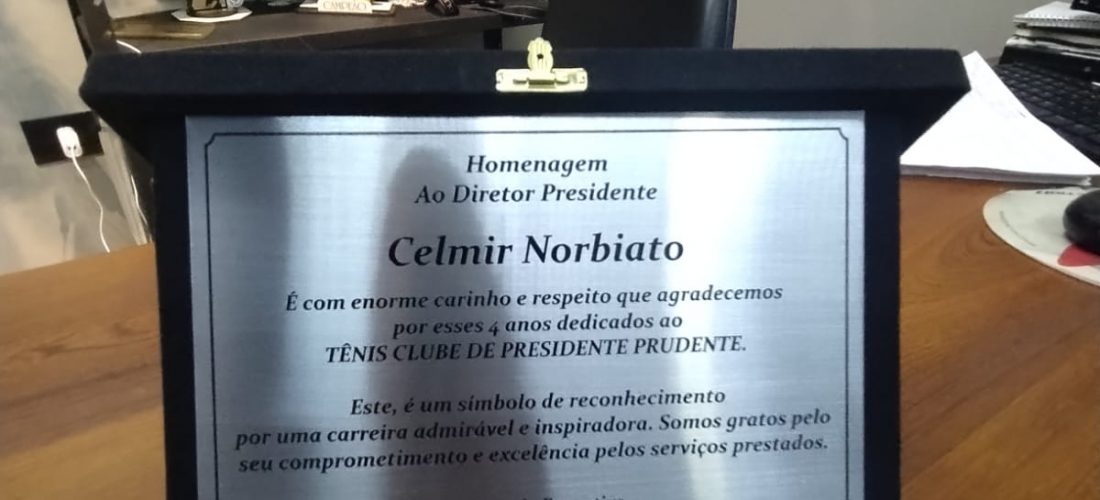 CAMPEÃO
Homenagem
Ao Diretor Presidente
Celmir Norbiato
É com enorme carinho e respeito que agradecemos
por esses 4 anos dedicados ao
TÊNIS CLUBE DE PRESIDENTE PRUDENTE.
Este, é um símbolo de reconhecimento
por uma carreira admirável e inspiradora. Somos gratos pelo
seu comprometimento e excelência pelos serviços prestados.